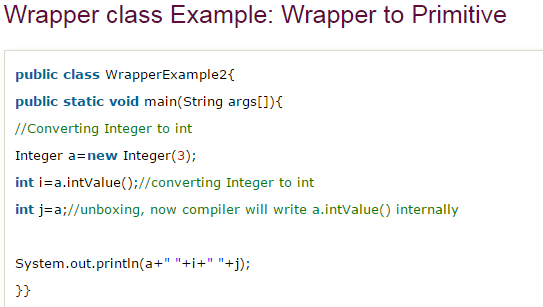 Wrapper class Example: Wrapper to Primitive
public class WrapperExample2{
public static void main(String args[]){
//Converting Integer to int
Integer a=new Integer(3);
int i=a.intValue();//converting Integer to int
int j=a;//unboxing, now compiler will write a.intValue() internally
System.out.println(a+" "+i+" "+j);
}}